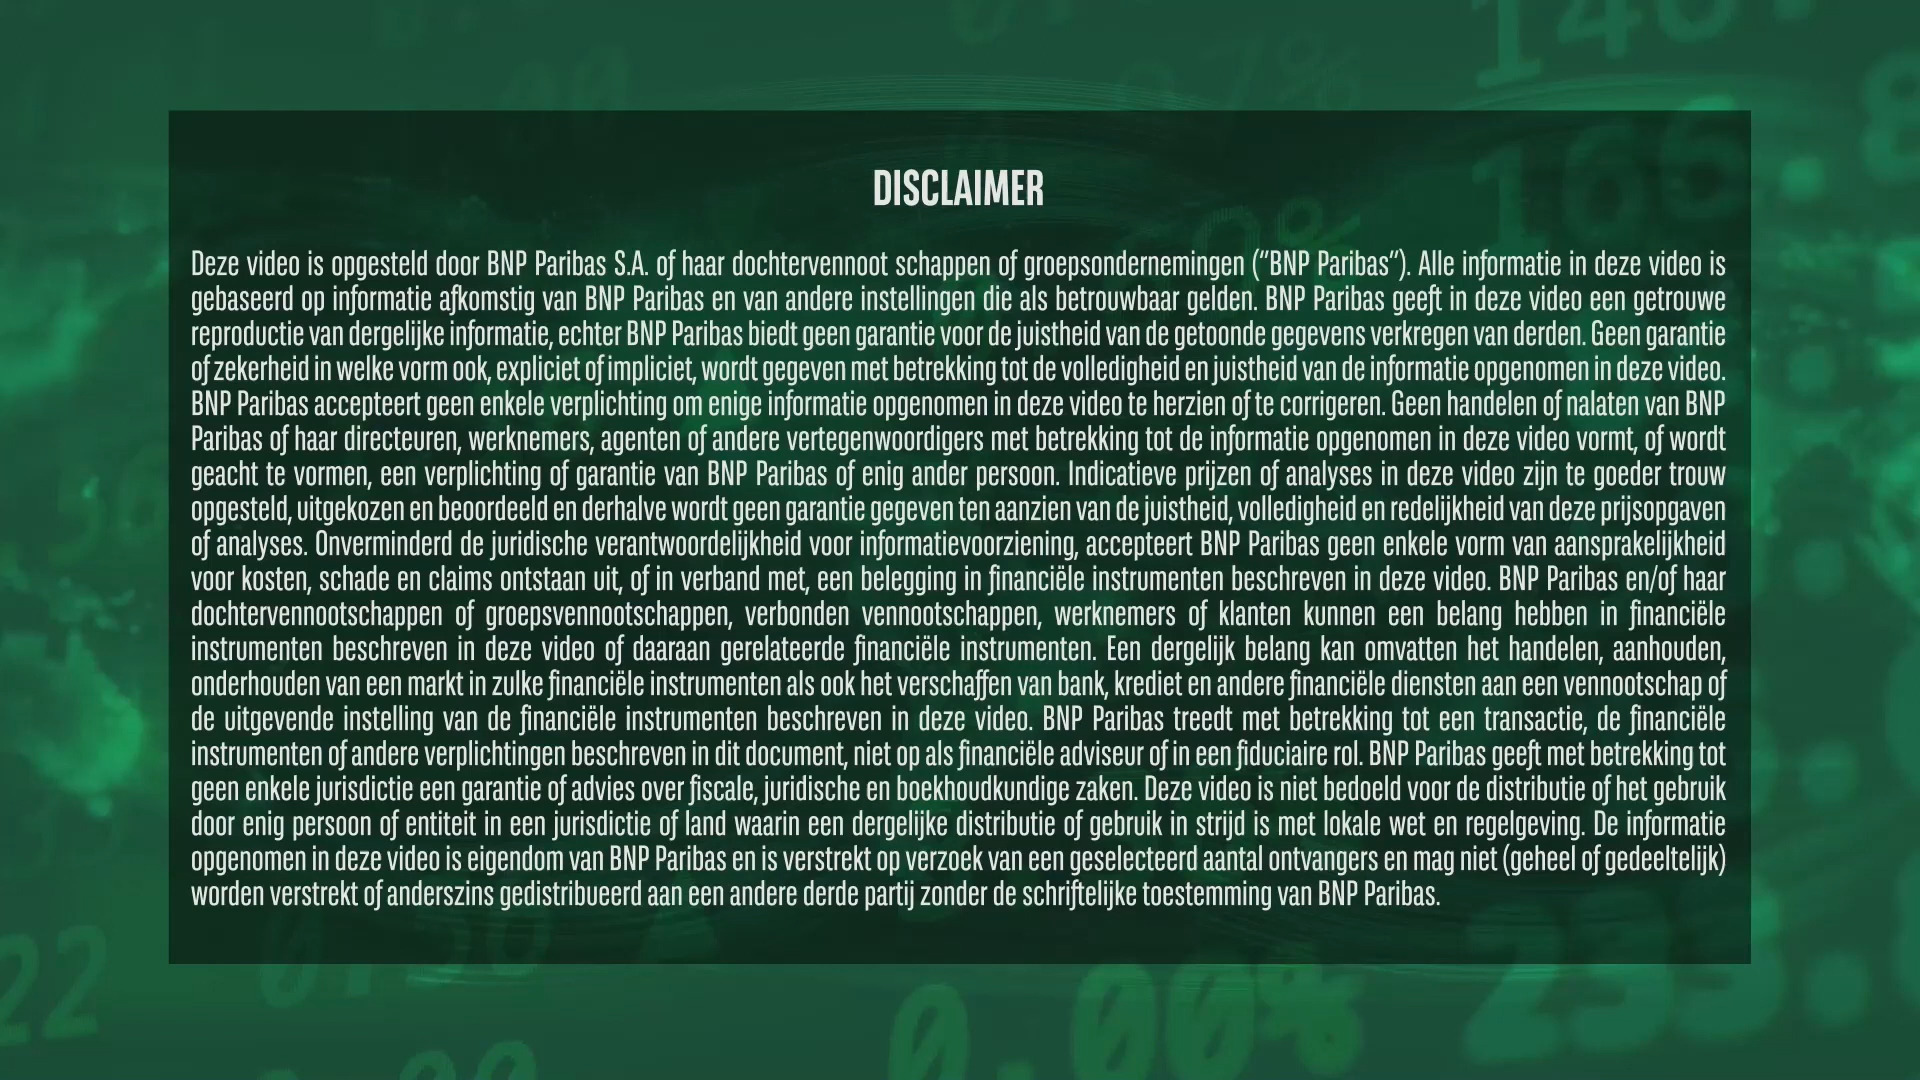 DISCLAIMER
Deze video is opgesteld door BNP Paribas S.A. of haar dochtervennoot schappen of groepsondernemingen (“BNP Paribas”). Alle informatie in deze video is
gebaseerd op informatie afkomstig van BNP Paribas en van andere instellingen die als betrouwbaar gelden. BNP Paribas geeft in deze video een getrouwe
reproductie van dergelijke informatie, echter BNP Paribas biedt geen garantie voor de juistheid van de getoonde gegevens verkregen van derden. Geen garantie
of zekerheid in welke vorm ook, expliciet of impliciet, wordt gegeven met betrekking tot de volledigheid en juistheid van de informatie opgenomen in deze video.
BNP Paribas accepteert geen enkele verplichting om enige informatie opgenomen in deze video te herzien of te corrigeren. Geen handelen of nalaten van BNP
Paribas of haar directeuren, werknemers, agenten of andere vertegenwoordigers met betrekking tot de informatie opgenomen in deze video vormt, of wordt
geacht te vormen, een verplichting of garantie van BNP Paribas of enig ander persoon. Indicatieve prijzen of analyses in deze video zijn te goeder trouw
opgesteld, uitgekozen en beoordeeld en derhalve wordt geen garantie gegeven ten aanzien van de juistheid, volledigheid en redelijkheid van deze prijsopgaven
of analyses. Onverminderd de juridische verantwoordelijkheid voor informatievoorziening, accepteert BNP Paribas geen enkele vorm van aansprakelijkheid
voor kosten, schade en claims ontstaan uit, of in verband met, een belegging in financiële instrumenten beschreven in deze video. BNP Paribas en/of haar
dochtervennootschappen of groepsvennootschappen, verbonden vennootschappen, werknemers of klanten kunnen een belang hebben in financiële
instrumenten beschreven in deze video of daaraan gerelateerde financiële instrumenten. Een dergelijk belang kan omvatten het handelen, aanhouden,
onderhouden van een markt in zulke financiële instrumenten als ook het verschaffen van bank, krediet en andere financiële diensten aan een vennootschap of
de uitgevende instelling van de financiële instrumenten beschreven in deze video. BNP Paribas treedt met betrekking tot een transactie, de financiële
instrumenten of andere verplichtingen beschreven in dit document, niet op als financiële adviseur of in een fiduciaire rol. BNP Paribas geeft met betrekking tot
geen enkele jurisdictie een garantie of advies over fiscale, juridische en boekhoudkundige zaken. Deze video is niet bedoeld voor de distributie of het gebruik
door enig persoon of entiteit in een jurisdictie of land waarin een dergelijke distributie of gebruik in strijd is met lokale wet en regelgeving. De informatie
opgenomen in deze video is eigendom van BNP Paribas en is verstrekt op verzoek van een geselecteerd aantal ontvangers en mag niet (geheel of gedeeltelijk)
worden verstrekt of anderszins gedistribueerd aan een andere derde partij zonder de schriftelijke toestemming van BNP Paribas.
0.00%